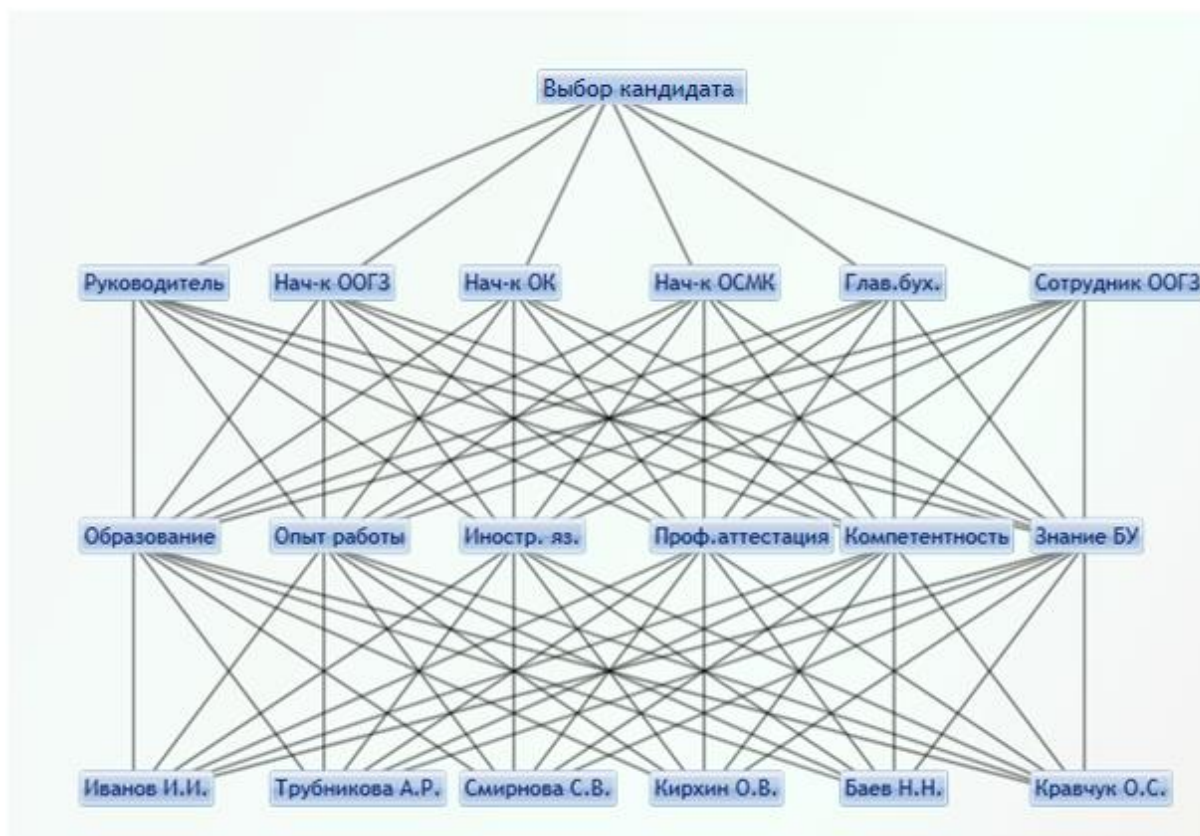 Выбор кандидата
Руководитель
Нач-к ООГЗ
Нач-к ОК
Нач-к ОСМК
Глав.бух.
Сотрудник ООГЗ
Образование
Опыт работы
Иностр. яз.
Проф.аттестация
Компетентность
Знание БУ
Иванов И.И.
Трубникова А.Р.
Смирнова С.В.
Кирхин О.В.
Баев Н.Н.
Кравчук О.С.